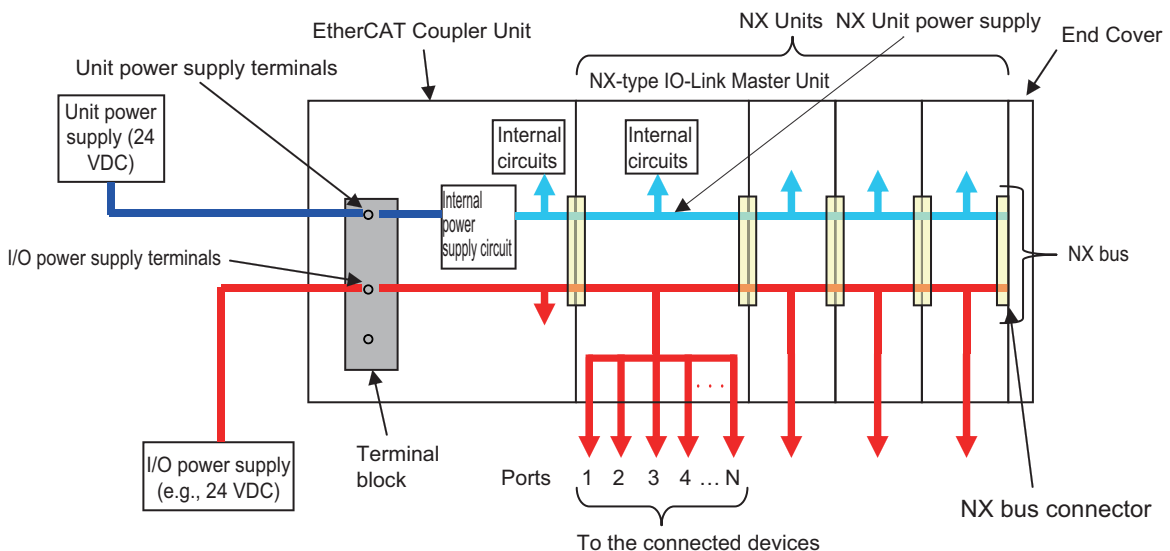 NX Units
NX Unit power supply
EtherCAT Coupler Unit
End Cover
Unit power supply terminals
NX-type IO-Link Master Unit
Unit power
supply (24
VDC)
Internal
circuits
Internal
circuits
Internal
power
supply circuit
I/O power supply terminals
NX bus
I/O power supply
(e.g., 24 VDC)
Terminal
block
Ports 1 2 3 4 ... N
NX bus connector
To the connected devices